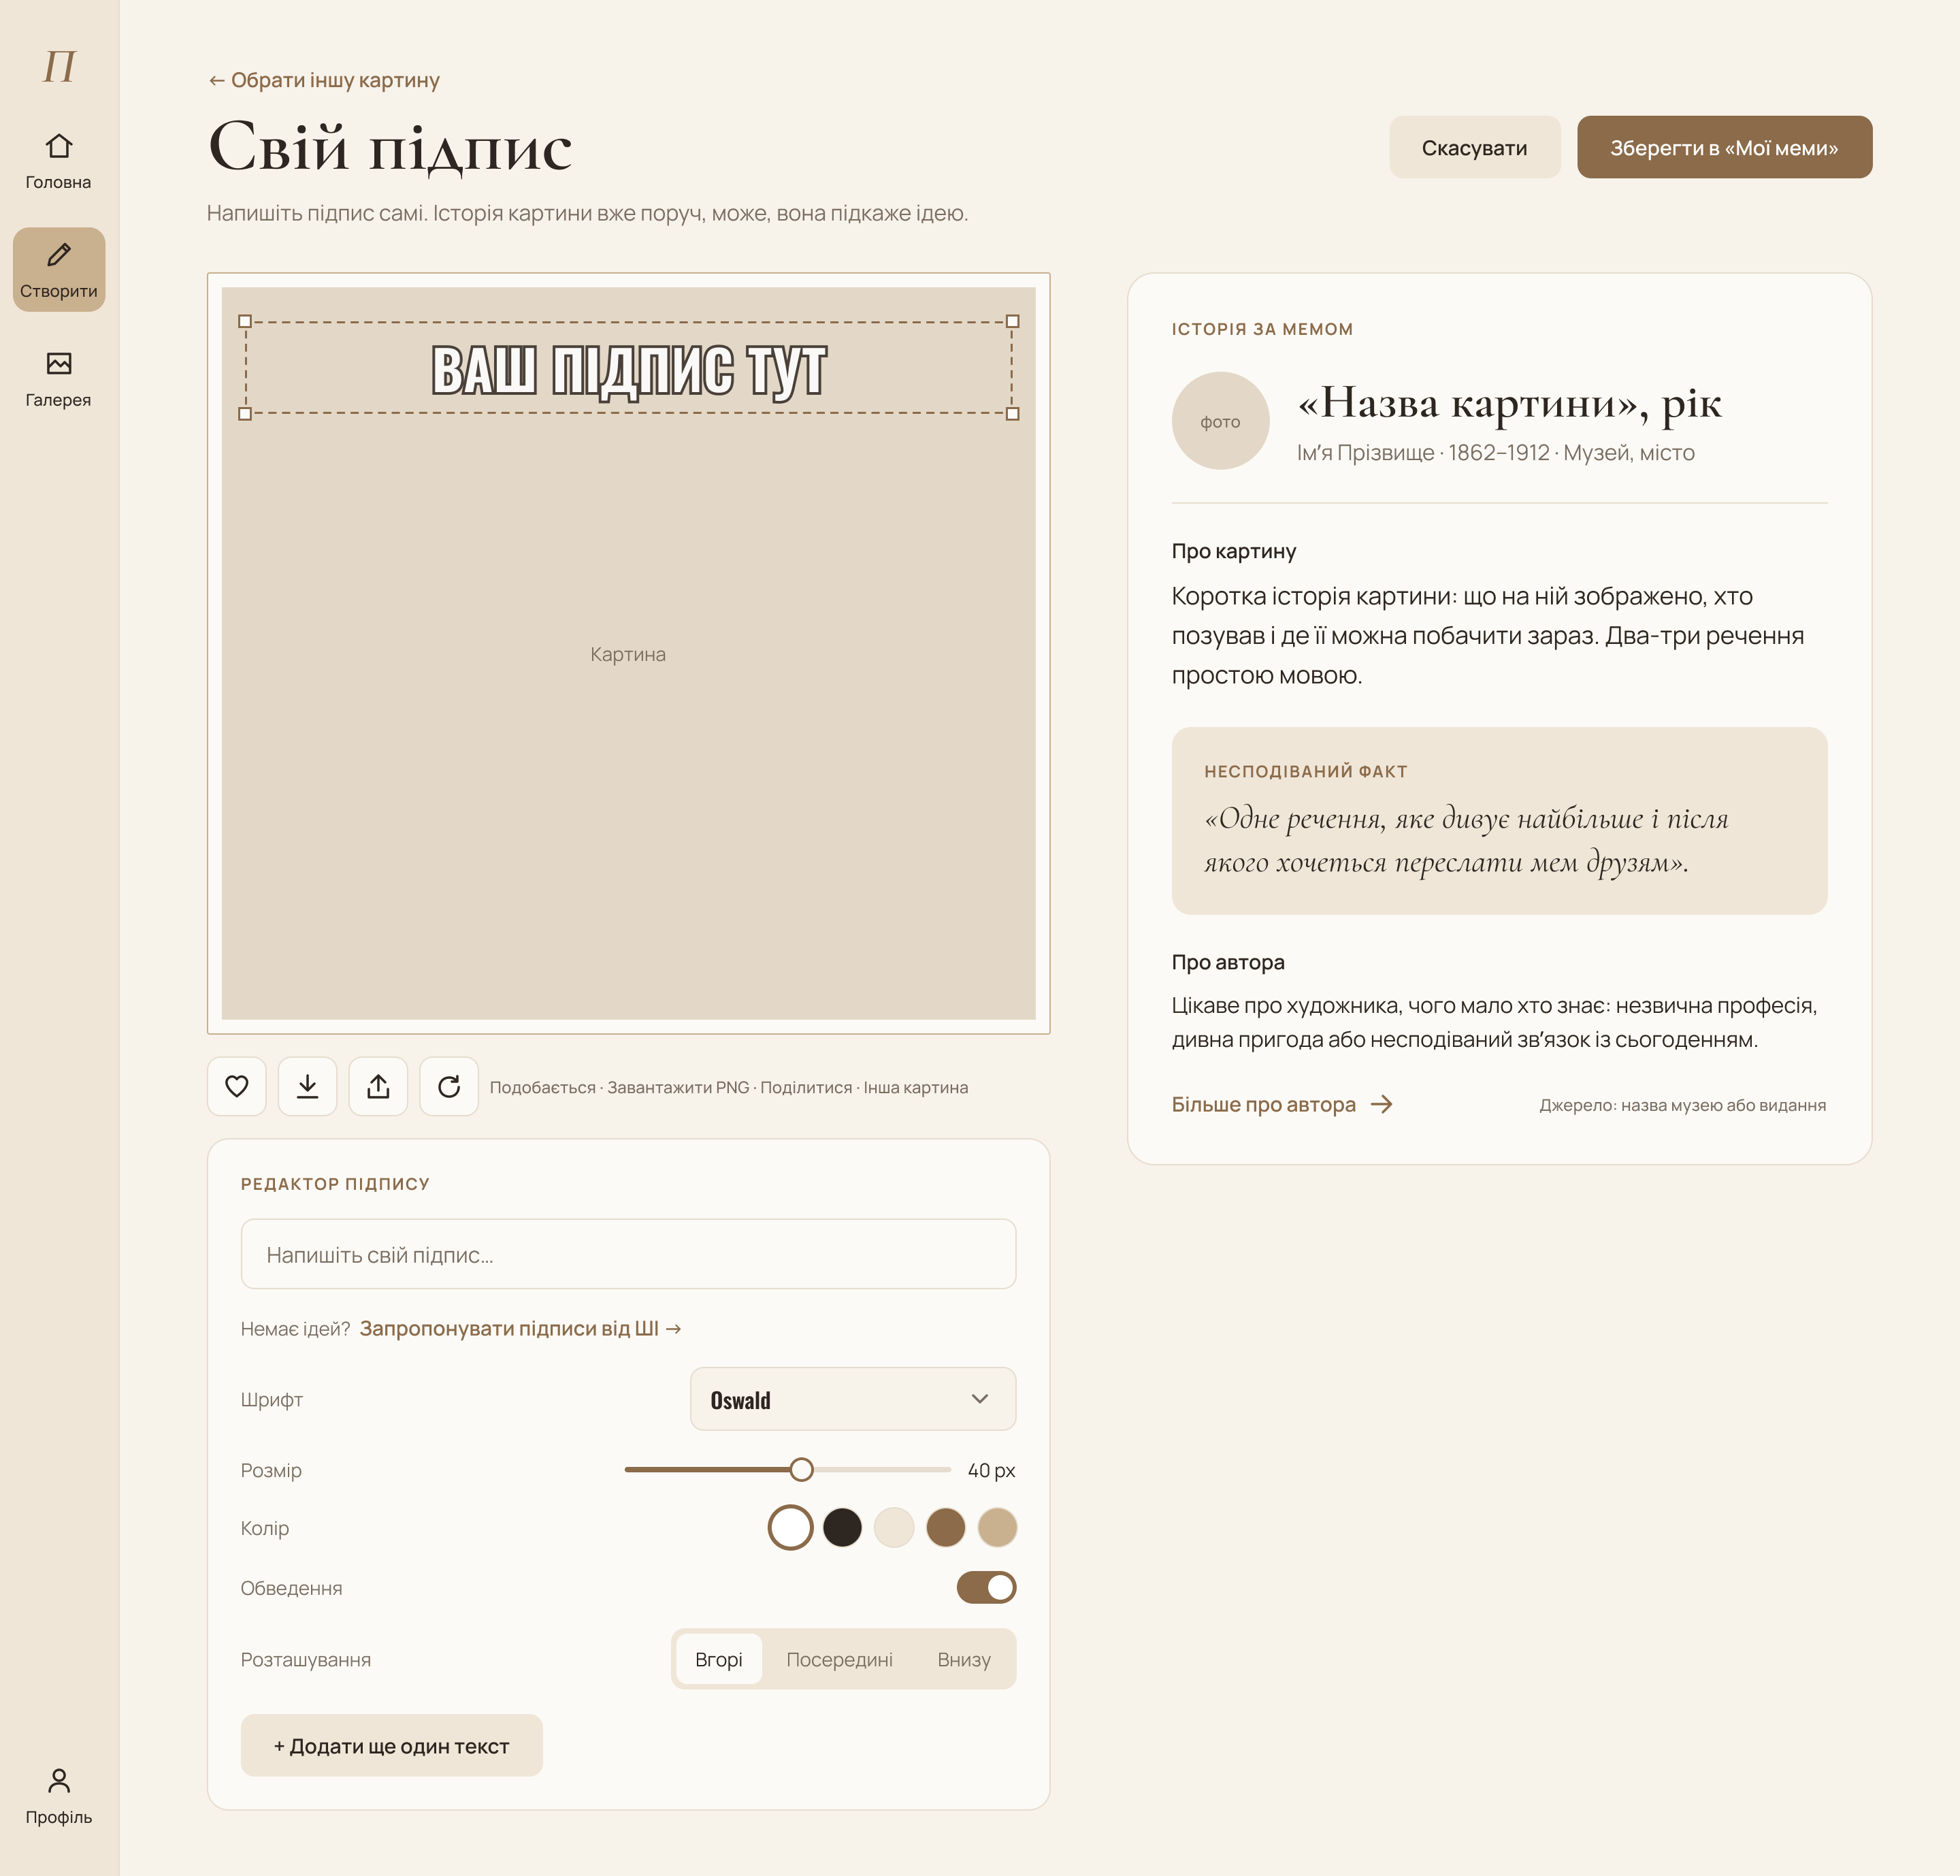 П
Головна
Створити
Галерея
Профіль
← Обрати іншу картину
Свій підпис
Напишіть підпис самі. Історія картини вже поруч, може, вона підкаже ідею.
Скасувати
Зберегти в «Мої меми»
ВАШ ПІДПИС ТУТ
Картина
Подобається · Завантажити PNG · Поділитися · Інша картина
РЕДАКТОР ПІДПИСУ
Напишіть свій підпис…
Немає ідей? Запропонувати підписи від ШІ →
Шрифт
Oswald
Розмір
40 px
Колір
Обведення
Розташування
Вгорі
Посередині
Внизу
+ Додати ще один текст
ІСТОРІЯ ЗА МЕМОМ
фото
«Назва картини», рік
Ім'я Прізвище · 1862–1912 · Музей, місто
Про картину
Коротка історія картини: що на ній зображено, хто
позував і де її можна побачити зараз. Два-три речення
простою мовою.
НЕСПОДІВАНИЙ ФАКТ
«Одне речення, яке дивує найбільше і після
якого хочеться переслати мем друзям».
Про автора
Цікаве про художника, чого мало хто знає: незвична професія,
дивна пригода або несподіваний зв'язок із сьогоденням.
Більше про автора →
Джерело: назва музею або видання